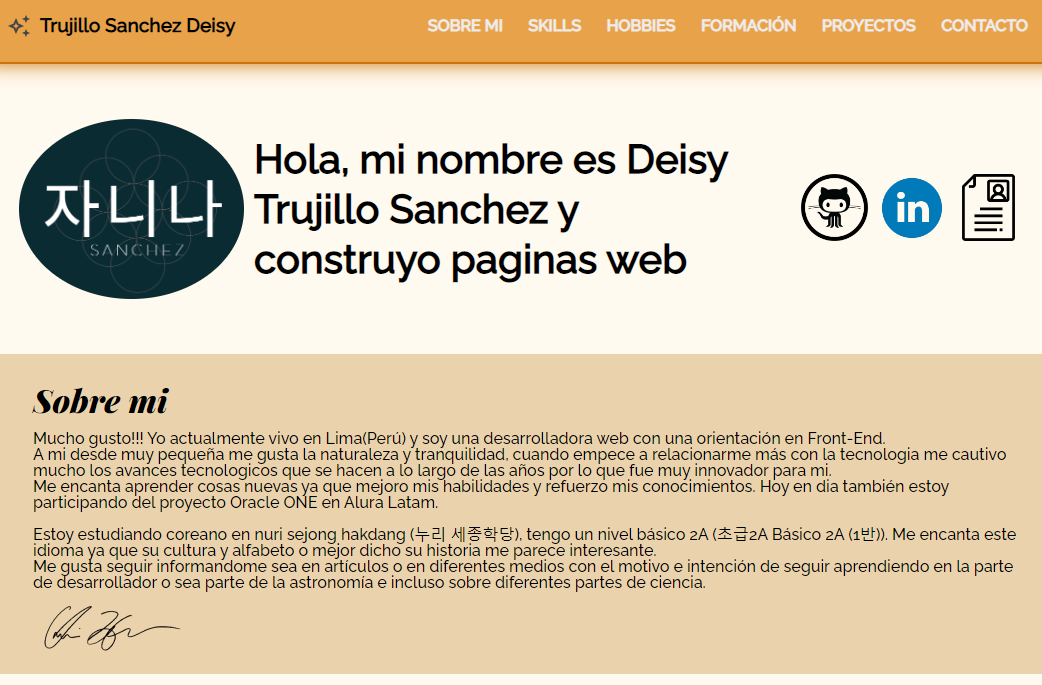 Trujillo Sanchez Deisy
SOBRE MI SKILLS HOBBIES FORMACIÓN PROYECTOS CONTACTO
자니나
SANCHEZ
Hola, mi nombre es Deisy
Trujillo Sanchez y
construyo paginas web
in
Sobre mi
Mucho gusto!!! Yo actualmente vivo en Lima(Perú) y soy una desarrolladora web con una orientación en Front-End.
A mi desde muy pequeña me gusta la naturaleza y tranquilidad, cuando empece a relacionarme más con la tecnologia me cautivo
mucho los avances tecnologicos que se hacen a lo largo de las años por lo que fue muy innovador para mi.
Me encanta aprender cosas nuevas ya que mejoro mis habilidades y refuerzo mis conocimientos. Hoy en dia también estoy
participando del proyecto Oracle ONE en Alura Latam.
Estoy estudiando coreano en nuri sejong hakdang (누리 세종학당), tengo un nivel básico 2A (초급2A Básico 2A (1반)). Me encanta este
idioma ya que su cultura y alfabeto o mejor dicho su historia me parece interesante.
Me gusta seguir informandome sea en artículos o en diferentes medios con el motivo e intención de seguir aprendiendo en la parte
de desarrollador o sea parte de la astronomía e incluso sobre diferentes partes de ciencia.